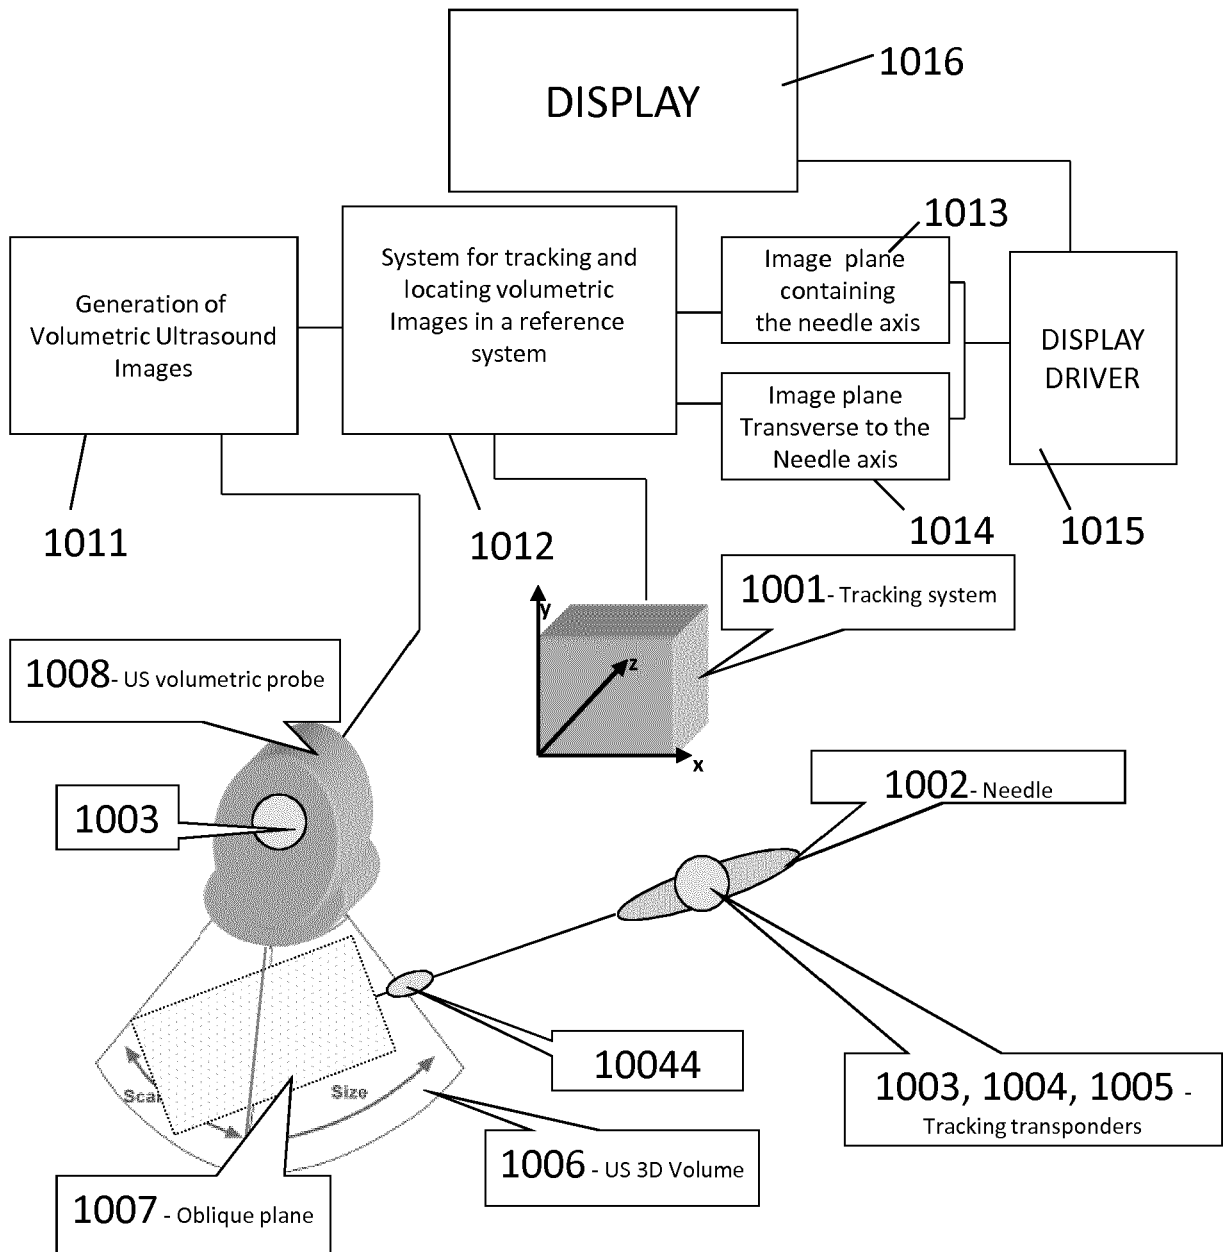 DISPLAY
1016
1013
Generation of
Volumetric Ultrasound
Images
System for tracking and
locating volumetric
Images in a reference
system
Image plane
containing
the needle axis
Image plane
Transverse to the
Needle axis
DISPLAY
DRIVER
1011
1012
1014
1015
1001- Tracking system
y
z
x
1008- US volumetric probe
1003
1002- Needle
10044
1003, 1004, 1005 -
Tracking transponders
Size
1006 - US 3D Volume
1007 - Oblique plane